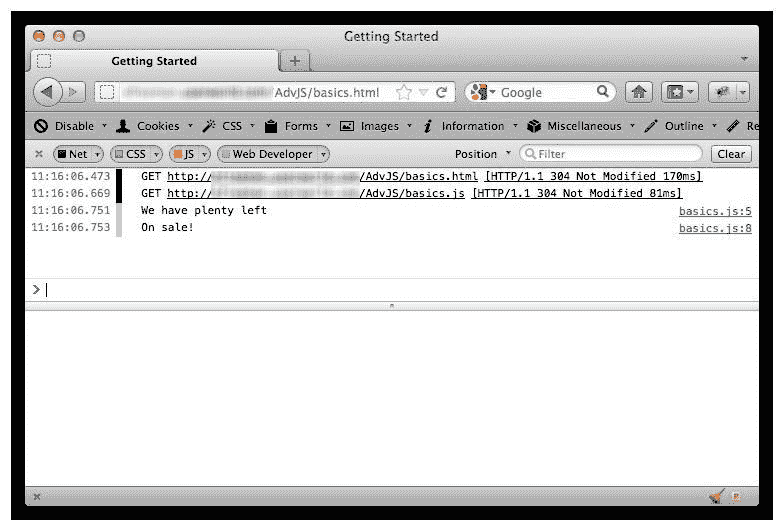 Getting Started
Getting Started
/AdvJS/basics.html Google
Disable Cookies CSS Forms Images Information Miscellaneous Outline Re
Net CSS JS Web Developer Position Filter Clear
11:16:06.473 GET http:// /AdvJS/basics.html [HTTP/1.1 304 Not Modified 170ms]
11:16:06.669 GET http:// /AdvJS/basics.js [HTTP/1.1 304 Not Modified 81ms]
11:16:06.751 We have plenty left basics.js:5
11:16:06.753 On sale! basics.js:8
>